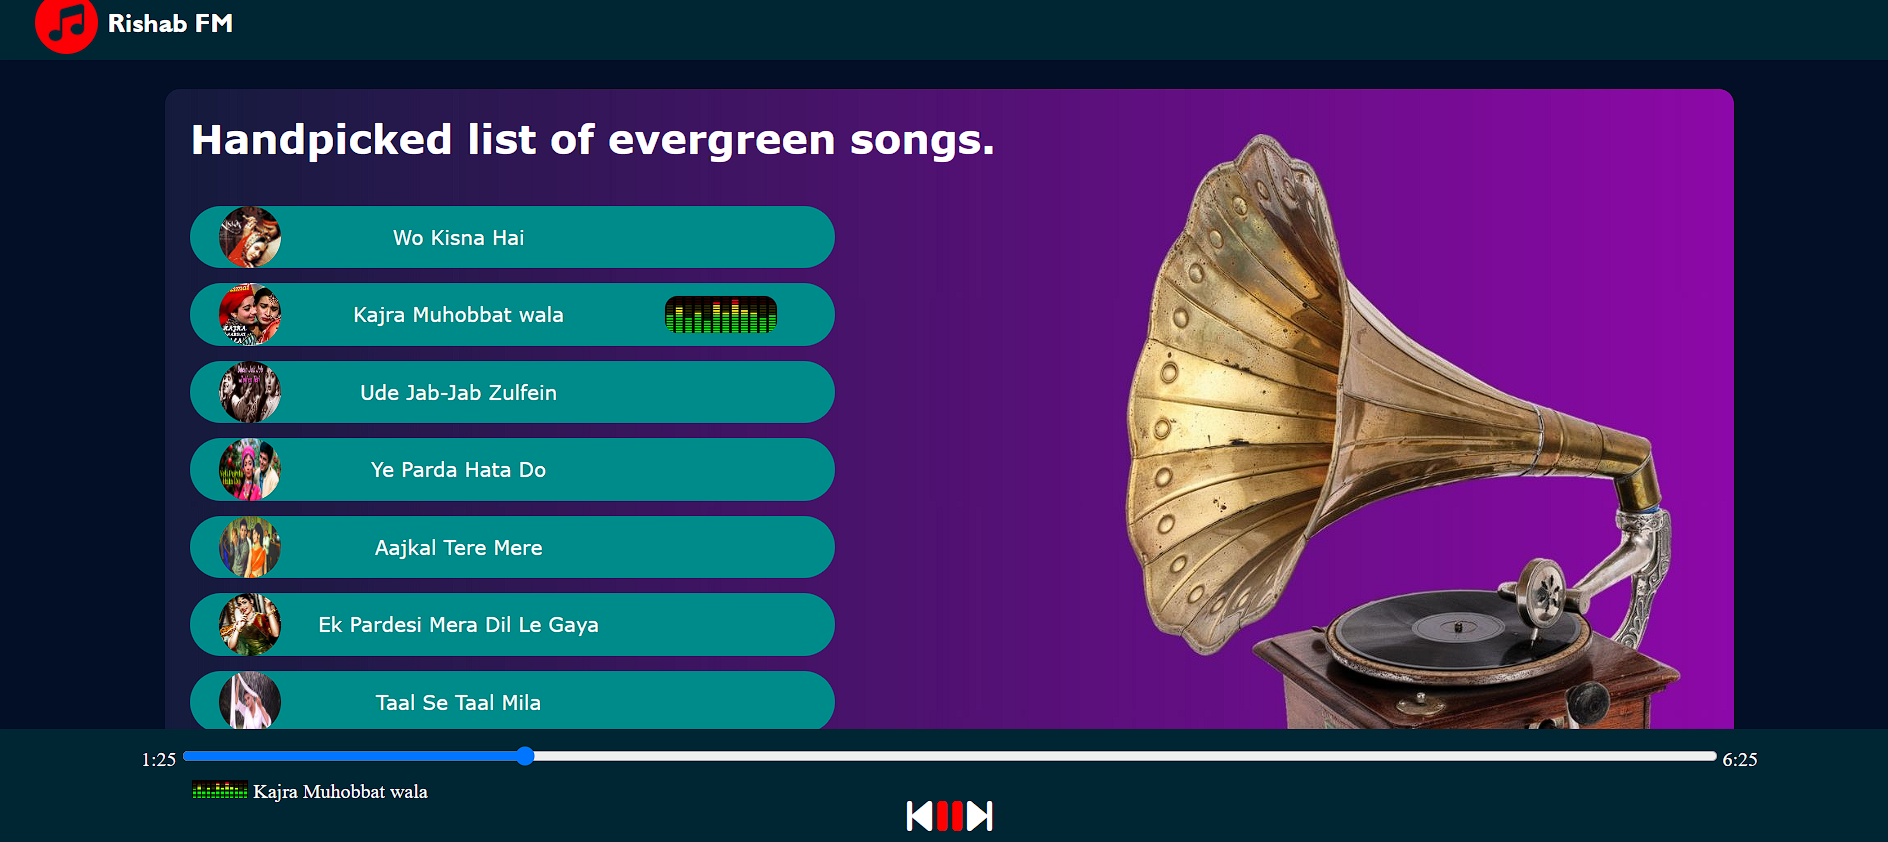 Rishab FM
Handpicked list of evergreen songs.
Wo Kisna Hai
Kajra Muhobbat wala
Ude Jab-Jab Zulfein
Ye Parda Hata Do
Aajkal Tere Mere
Ek Pardesi Mera Dil Le Gaya
Taal Se Taal Mila
1:25
6:25
Kajra Muhobbat wala